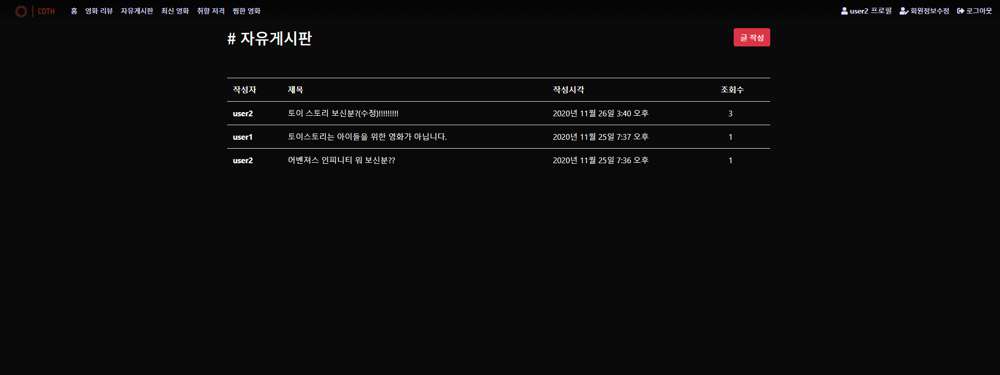 COTH 홈 영화 리뷰 자유게시판 최신 영화 취향 저격 찜한 영화 user2 프로필 회원정보수정 로그아웃
# 자유게시판 글 작성
작성자 제목 작성시각 조회수
user2 토이 스토리 보신분?(수정)!!!!!!!!! 2020년 11월 26일 3:40 오후 3
user1 토이스토리는 아이들을 위한 영화가 아닙니다. 2020년 11월 25일 7:37 오후 1
user2 어벤져스 인피니티 워 보신분?? 2020년 11월 25일 7:36 오후 1